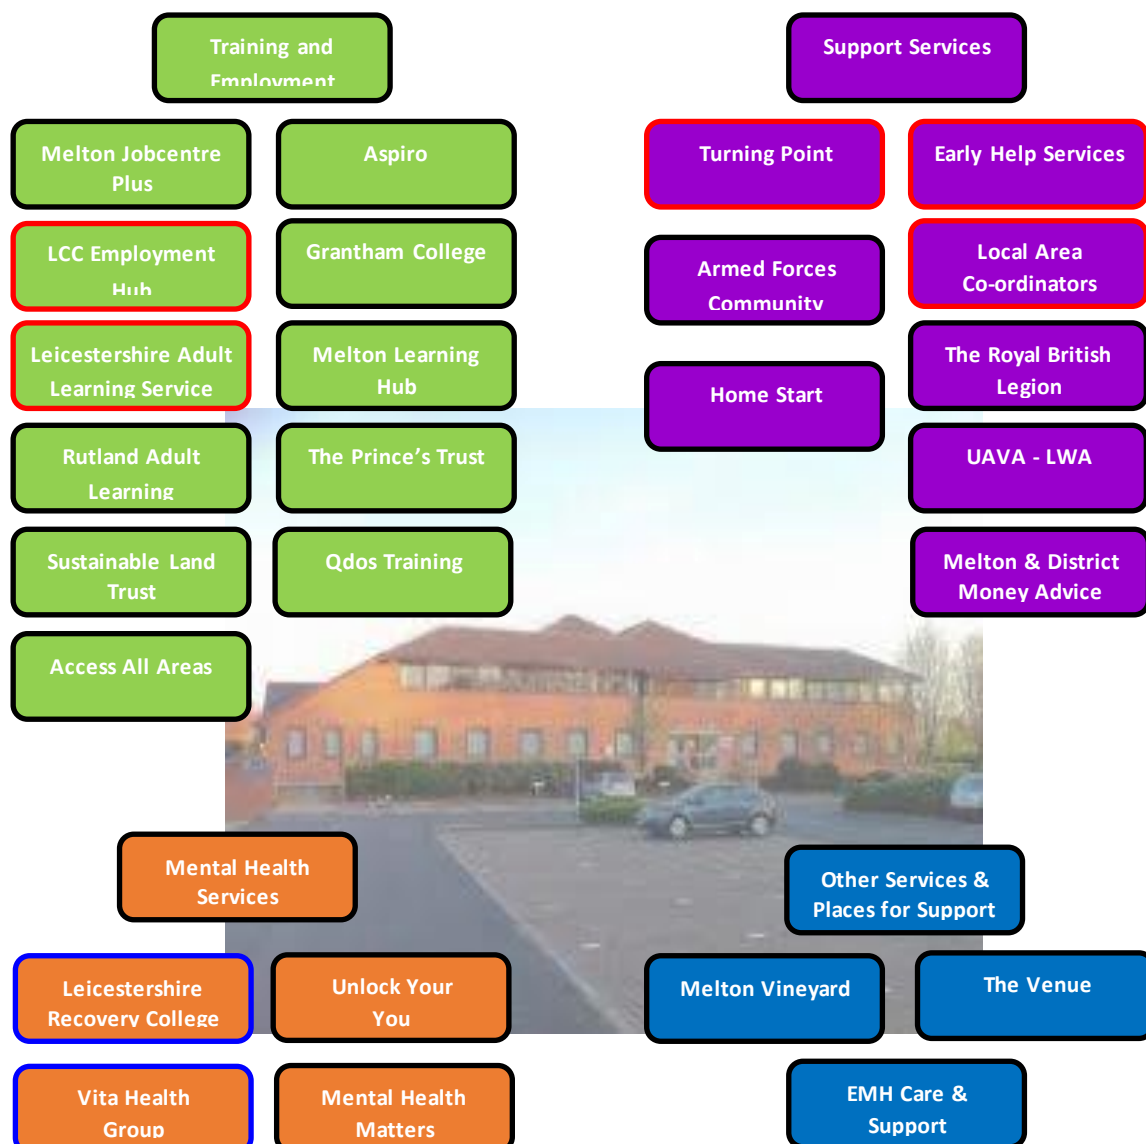 Training and
Employment
Support Services
Melton Jobcentre
Plus
Aspiro
Turning Point
Early Help Services
LCC Employment
Hub
Grantham College
Armed Forces
Community
Local Area
Co-ordinators
Leicestershire Adult
Learning Service
Melton Learning
Hub
Home Start
The Royal British
Legion
Rutland Adult
Learning
The Prince’s Trust
UAVA - LWA
Sustainable Land
Trust
Qdos Training
Melton & District
Money Advice
Access All Areas
Mental Health
Services
Other Services &
Places for Support
Leicestershire
Recovery College
Unlock Your
You
Melton Vineyard
The Venue
Vita Health
Group
Mental Health
Matters
EMH Care &
Support